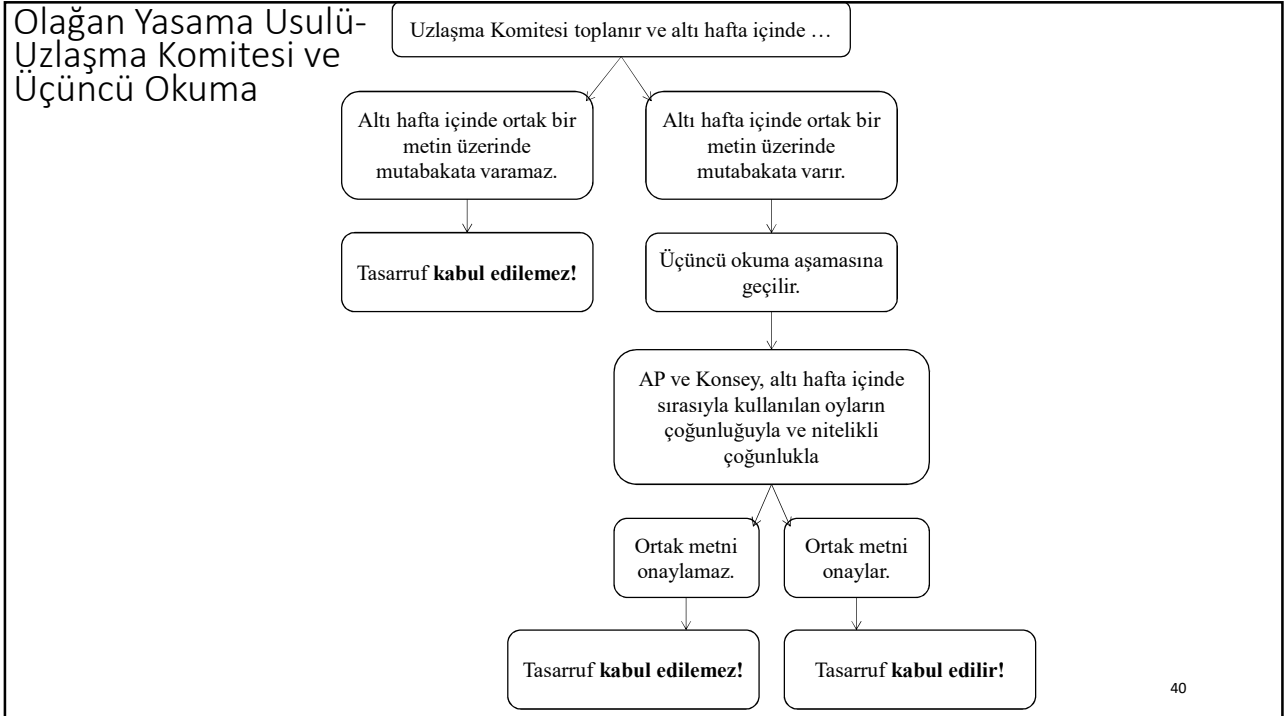 Olağan Yasama Usulü-
Uzlaşma Komitesi ve
Üçüncü Okuma
Uzlaşma Komitesi toplanır ve altı hafta içinde …
Altı hafta içinde ortak bir
metin üzerinde
mutabakata varamaz.
Altı hafta içinde ortak bir
metin üzerinde
mutabakata varır.
Tasarruf kabul edilemez!
Üçüncü okuma aşamasına
geçilir.
AP ve Konsey, altı hafta içinde
sırasıyla kullanılan oyların
çoğunluğuyla ve nitelikli
çoğunlukla
Ortak metni
onaylamaz.
Ortak metni
onaylar.
Tasarruf kabul edilemez!
Tasarruf kabul edilir!
40